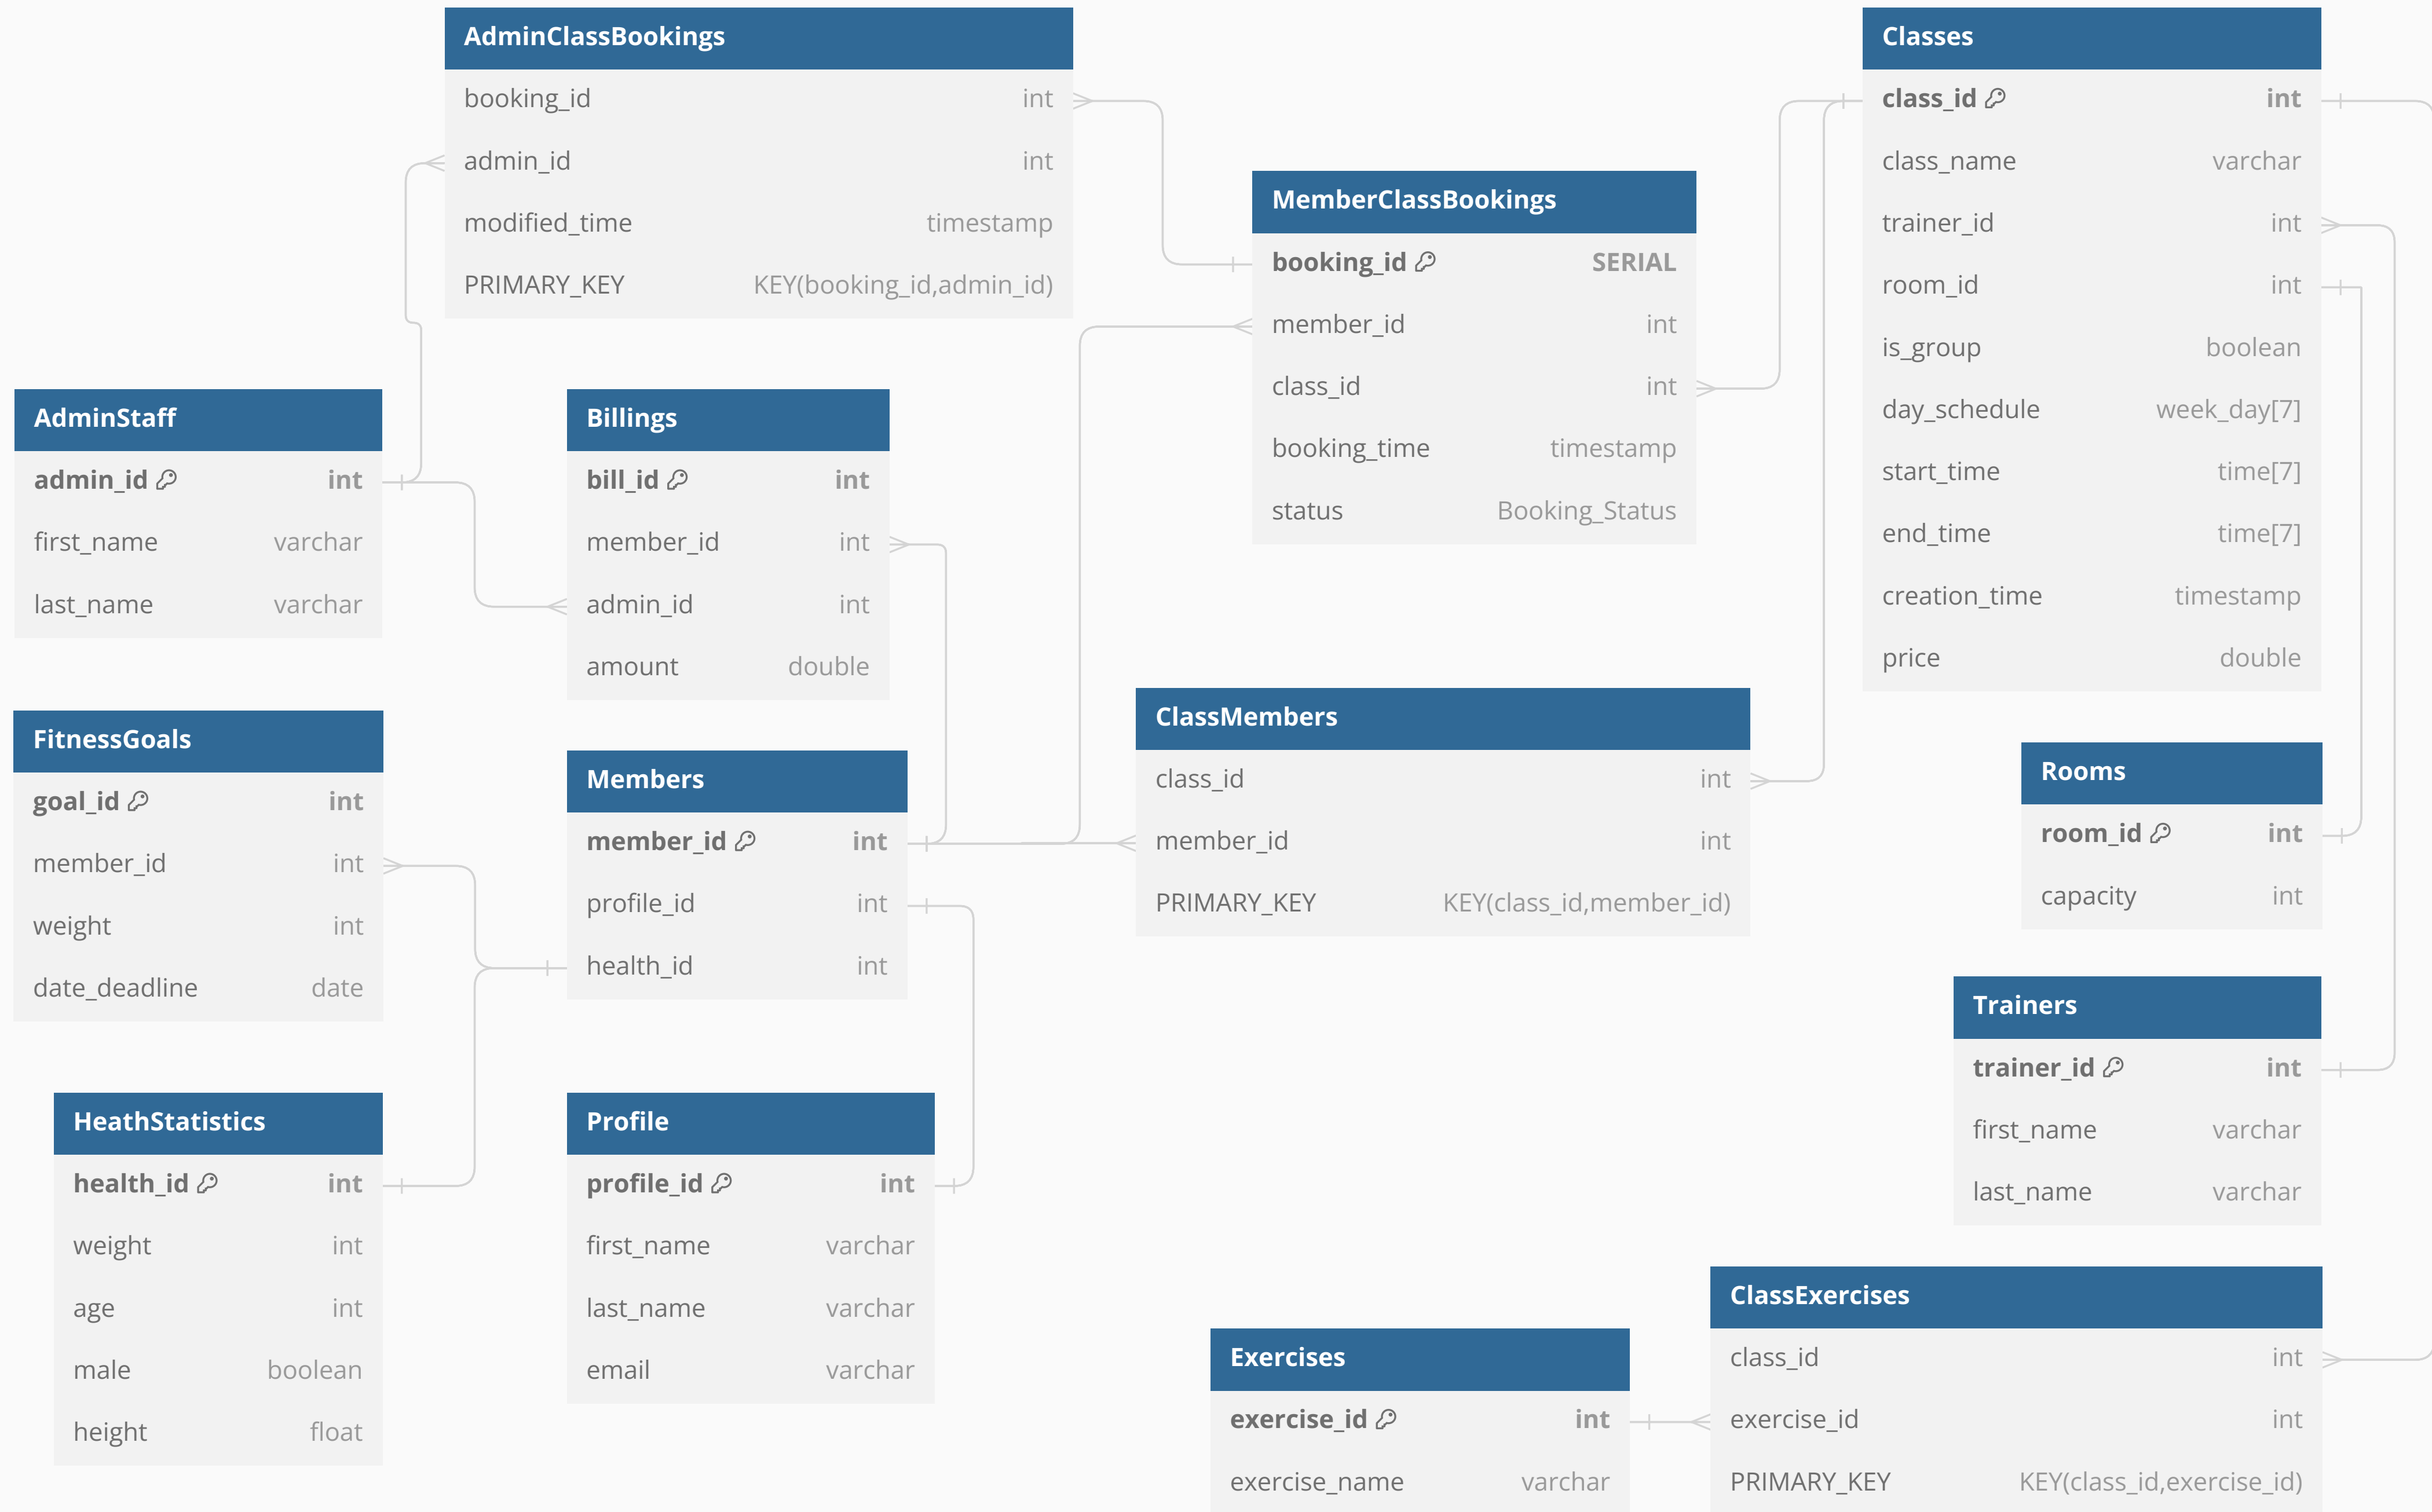 AdminClassBookings
booking_id int
admin_id int
modified_time timestamp
PRIMARY_KEY KEY(booking_id,admin_id)
Classes
class_id int
class_name varchar
trainer_id int
room_id int
is_group boolean
day_schedule week_day[7]
start_time time[7]
end_time time[7]
creation_time timestamp
price double
MemberClassBookings
booking_id SERIAL
member_id int
class_id int
booking_time timestamp
status Booking_Status
AdminStaff
admin_id int
first_name varchar
last_name varchar
Billings
bill_id int
member_id int
admin_id int
amount double
FitnessGoals
goal_id int
member_id int
weight int
date_deadline date
Members
member_id int
profile_id int
health_id int
ClassMembers
class_id int
member_id int
PRIMARY_KEY KEY(class_id,member_id)
Rooms
room_id int
capacity int
Trainers
trainer_id int
first_name varchar
last_name varchar
HeathStatistics
health_id int
weight int
age int
male boolean
height float
Profile
profile_id int
first_name varchar
last_name varchar
email varchar
Exercises
exercise_id int
exercise_name varchar
ClassExercises
class_id int
exercise_id int
PRIMARY_KEY KEY(class_id,exercise_id)